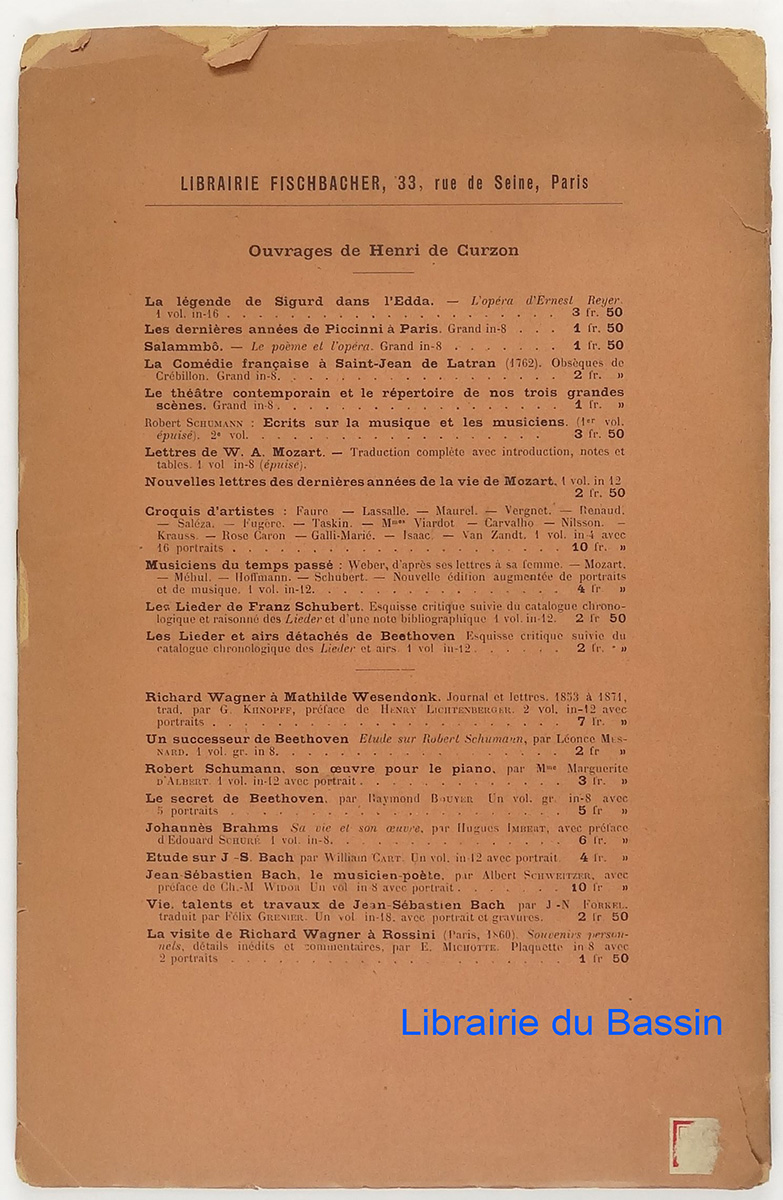 LIBRAIRIE FISCHBACHER, 33, rue de Seine, Paris
Ouvrages de Henri de Curzon
La légende de Sigurd dans l'Edda. — L'opéra d'Ernest Reyer.
1 vol. in-16 . . . . . . . . . . . . . . . . . . . . 3 fr. 50
Les dernières années de Piccinni à Paris. Grand in-8 . . . 1 fr. 50
Salammbô. — Le poème et l'opéra. Grand in-8 . . . . . . . 1 fr. 50
La Comédie française à Saint-Jean de Latran (1762). Obsèques de
Crébillon. Grand in-8. . . . . . . . . . . . . . . . . 2 fr. »
Le théâtre contemporain et le répertoire de nos trois grandes
scènes. Grand in-8 . . . . . . . . . . . . . . . . . . 1 fr. »
Robert SCHUMANN : Ecrits sur la musique et les musiciens. (1er vol.
épuisé). 2e vol. . . . . . . . . . . . . . . . . . . . 3 fr. 50
Lettres de W. A. Mozart. — Traduction complète avec introduction, notes et
tables. 1 vol in-8 (épuisé).
Nouvelles lettres des dernières années de la vie de Mozart. 1 vol. in 12
2 fr. 50
Croquis d'artistes : Faure — Lassalle. — Maurel. — Vergnet. — Renaud.
— Saléza. — Fugère. — Taskin. — Mmes Viardot — Carvalho — Nilsson. —
Krauss. — Rose Caron — Galli-Marié. — Isaac. — Van Zandt. 1 vol. in-4 avec
16 portraits . . . . . . . . . . . . . . . . . . . . 10 fr. »
Musiciens du temps passé : Weber, d'après ses lettres à sa femme. — Mozart.
— Méhul. — Hoffmann. — Schubert. — Nouvelle édition augmentée de portraits
et de musique. 1 vol. in-12. . . . . . . . . . . . . . 4 fr »
Les Lieder de Franz Schubert. Esquisse critique suivie du catalogue chrono-
logique et raisonné des Lieder et d'une note bibliographique 1 vol. in-12. 2 fr 50
Les Lieder et airs détachés de Beethoven Esquisse critique suivie du
catalogue chronologique des Lieder et airs. 1 vol in-12 . . . . . . 2 fr. »
Richard Wagner à Mathilde Wesendonk. Journal et lettres. 1853 à 1871,
trad. par G. KHNOPFF, préface de HENRY LICHTENBERGER. 2 vol. in-12 avec
portraits . . . . . . . . . . . . . . . . . . . . . . 7 fr. »
Un successeur de Beethoven Etude sur Robert Schumann, par Léonce MES-
NARD. 1 vol. gr. in 8. . . . . . . . . . . . . . . . . 2 fr »
Robert Schumann, son œuvre pour le piano, par Mme Marguerite
D'ALBERT. 1 vol. in-12 avec portrait . . . . . . . . . . 3 fr. »
Le secret de Beethoven, par Raymond BOUYER Un vol. gr. in-8 avec
5 portraits . . . . . . . . . . . . . . . . . . . . . 5 fr »
Johannès Brahms Sa vie et son œuvre, par Hugues IMBERT, avec préface
d'Edouard SCHURÉ 1 vol. in-8. . . . . . . . . . . . . . 6 fr. »
Etude sur J -S. Bach par William CART. Un vol. in-12 avec portrait. 4 fr. »
Jean-Sébastien Bach, le musicien-poète, par Albert SCHWEITZER, avec
préface de Ch.-M WIDOR Un vol in 8 avec portrait . . . . . . 10 fr »
Vie, talents et travaux de Jean-Sébastien Bach par J -N FORKEL,
traduit par Félix GRENIER. Un vol in-18. avec portrait et gravures. 2 fr 50
La visite de Richard Wagner à Rossini (Paris, 1860). Souvenirs person-
nels, détails inédits et commentaires, par E. MICHOTTE. Plaquette in 8 avec
2 portraits . . . . . . . . . . . . . . . . . . . . . 1 fr 50
Librairie du Bassin